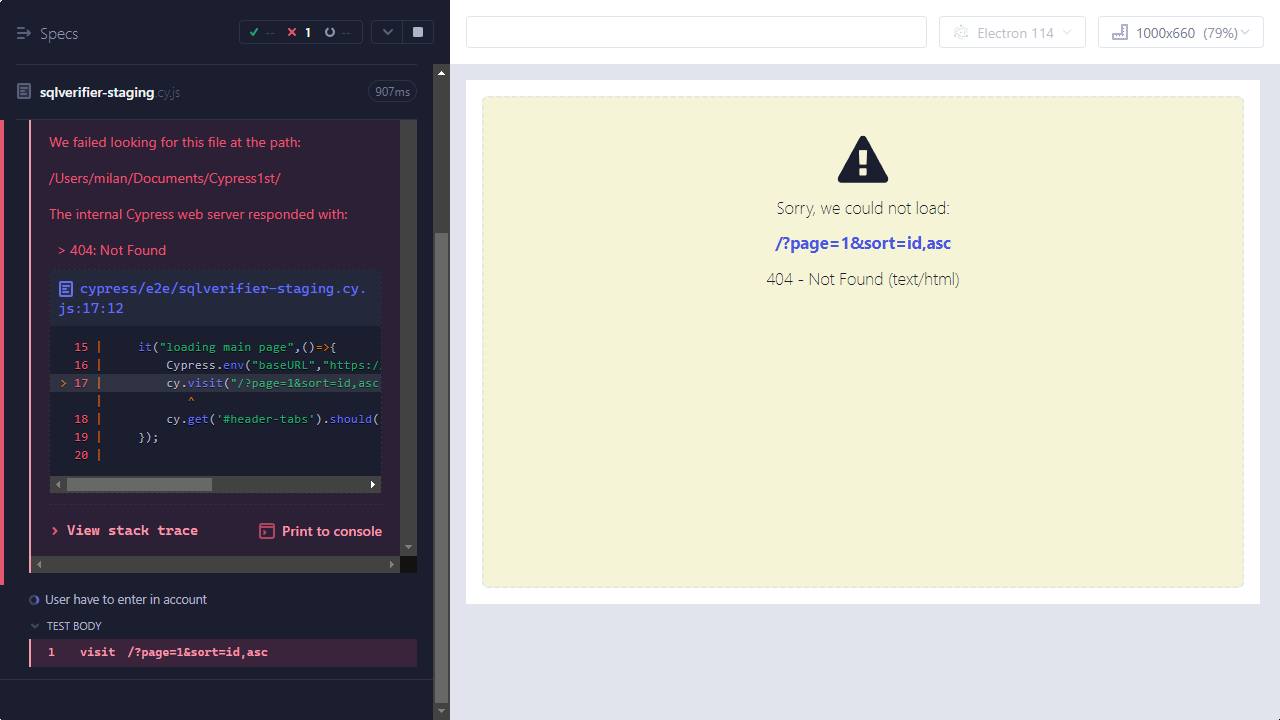 Specs
-- 1 --
Electron 114
1000x660 (79%)
sqlverifier-staging.cy.js
907ms
We failed looking for this file at the path:
/Users/milan/Documents/Cypress1st/
The internal Cypress web server responded with:
> 404: Not Found
cypress/e2e/sqlverifier-staging.cy.
js:17:12
15 | it("loading main page",()=>{
16 | Cypress.env("baseURL","https:/
> 17 | cy.visit("/?page=1&sort=id,asc
| ^
18 | cy.get('#header-tabs').should(
19 | });
20 |
> View stack trace
Print to console
User have to enter in account
TEST BODY
1 visit /?page=1&sort=id,asc
Sorry, we could not load:
/?page=1&sort=id,asc
404 - Not Found (text/html)